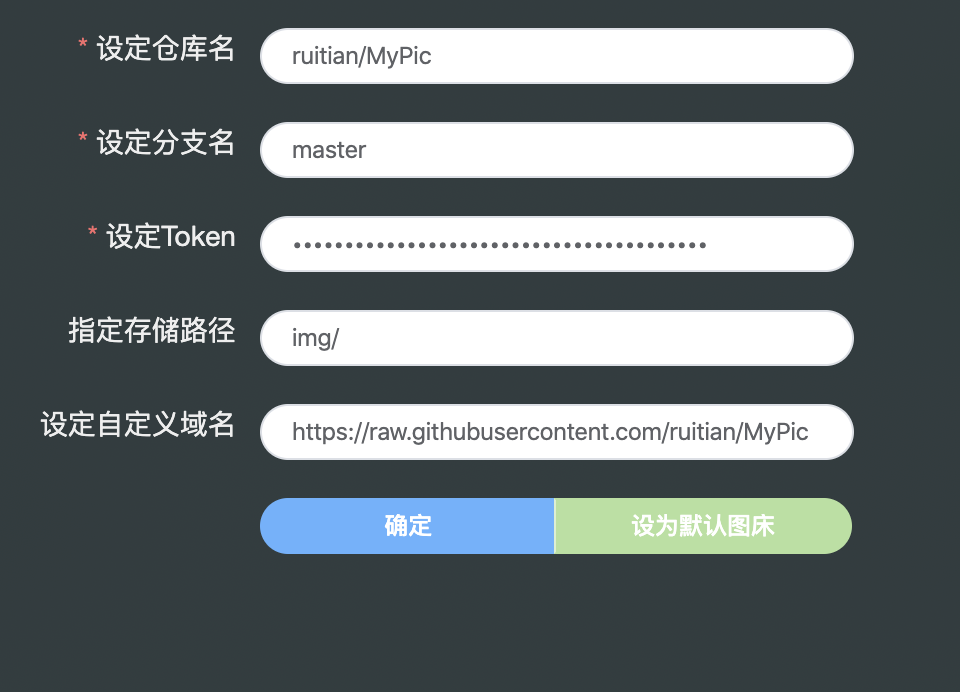 * 设定仓库名 ruitian/MyPic
* 设定分支名 master
* 设定Token ••••••••••••••••••••••••••••••••••••••••
指定存储路径 img/
设定自定义域名 https://raw.githubusercontent.com/ruitian/MyPic
确定 设为默认图床